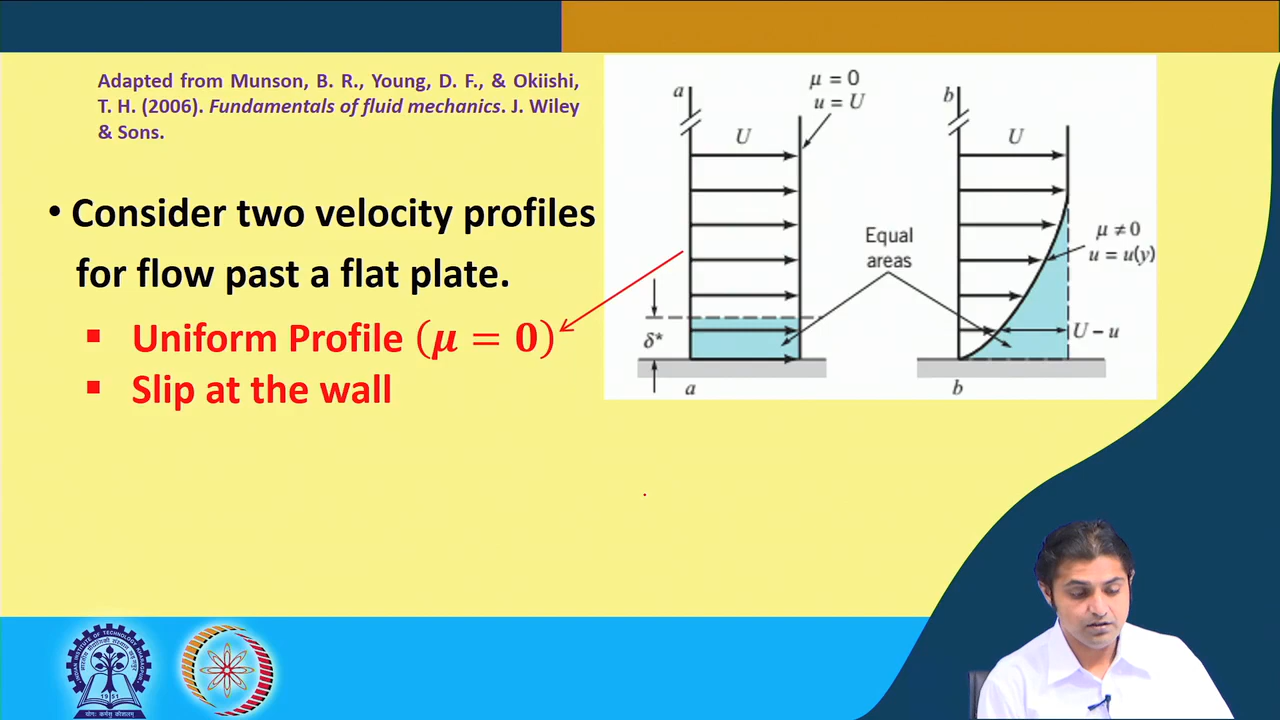 Adapted from Munson, B. R., Young, D. F., & Okiishi,
T. H. (2006). Fundamentals of fluid mechanics. J. Wiley
& Sons.
• Consider two velocity profiles
for flow past a flat plate.
▪ Uniform Profile (μ = 0)
▪ Slip at the wall
a
μ = 0
u = U
U
δ*
a
Equal
areas
b
U
μ ≠ 0
u = u(y)
U − u
b
1951